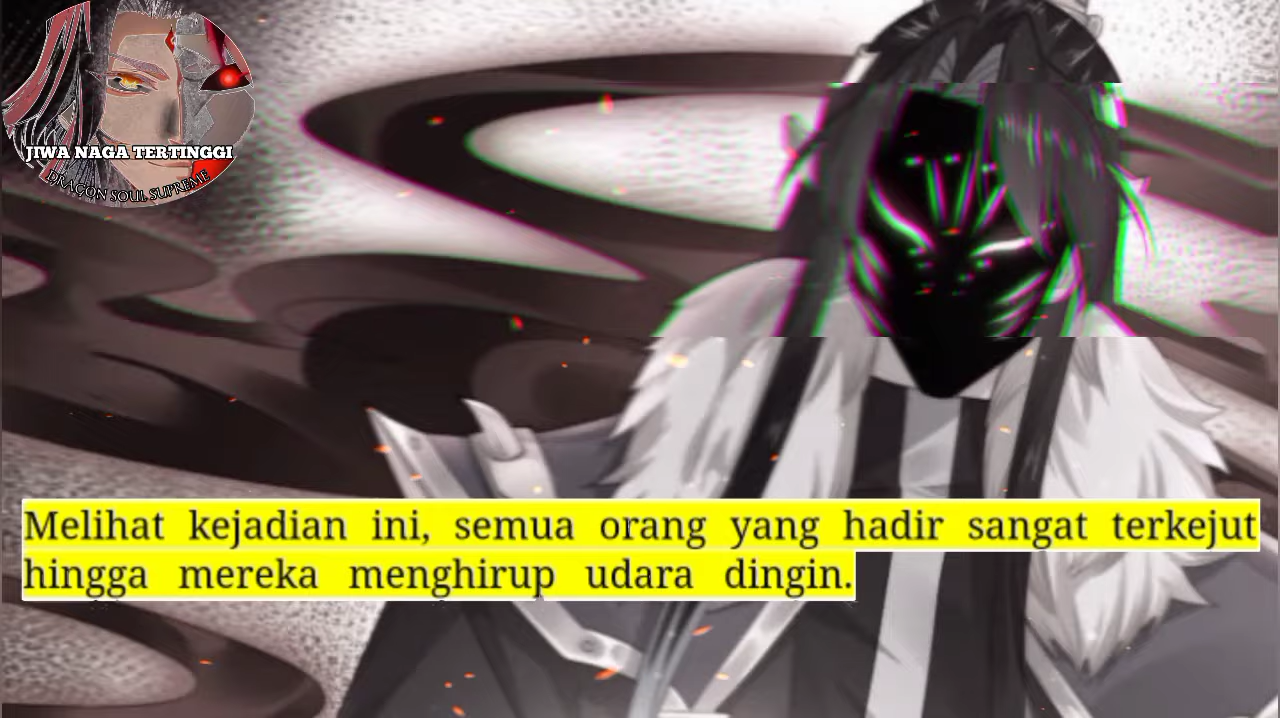 JIWA NAGA TERTINGGI
DRAGON SOUL SUPREME
Melihat kejadian ini, semua orang yang hadir sangat terkejut
hingga mereka menghirup udara dingin.